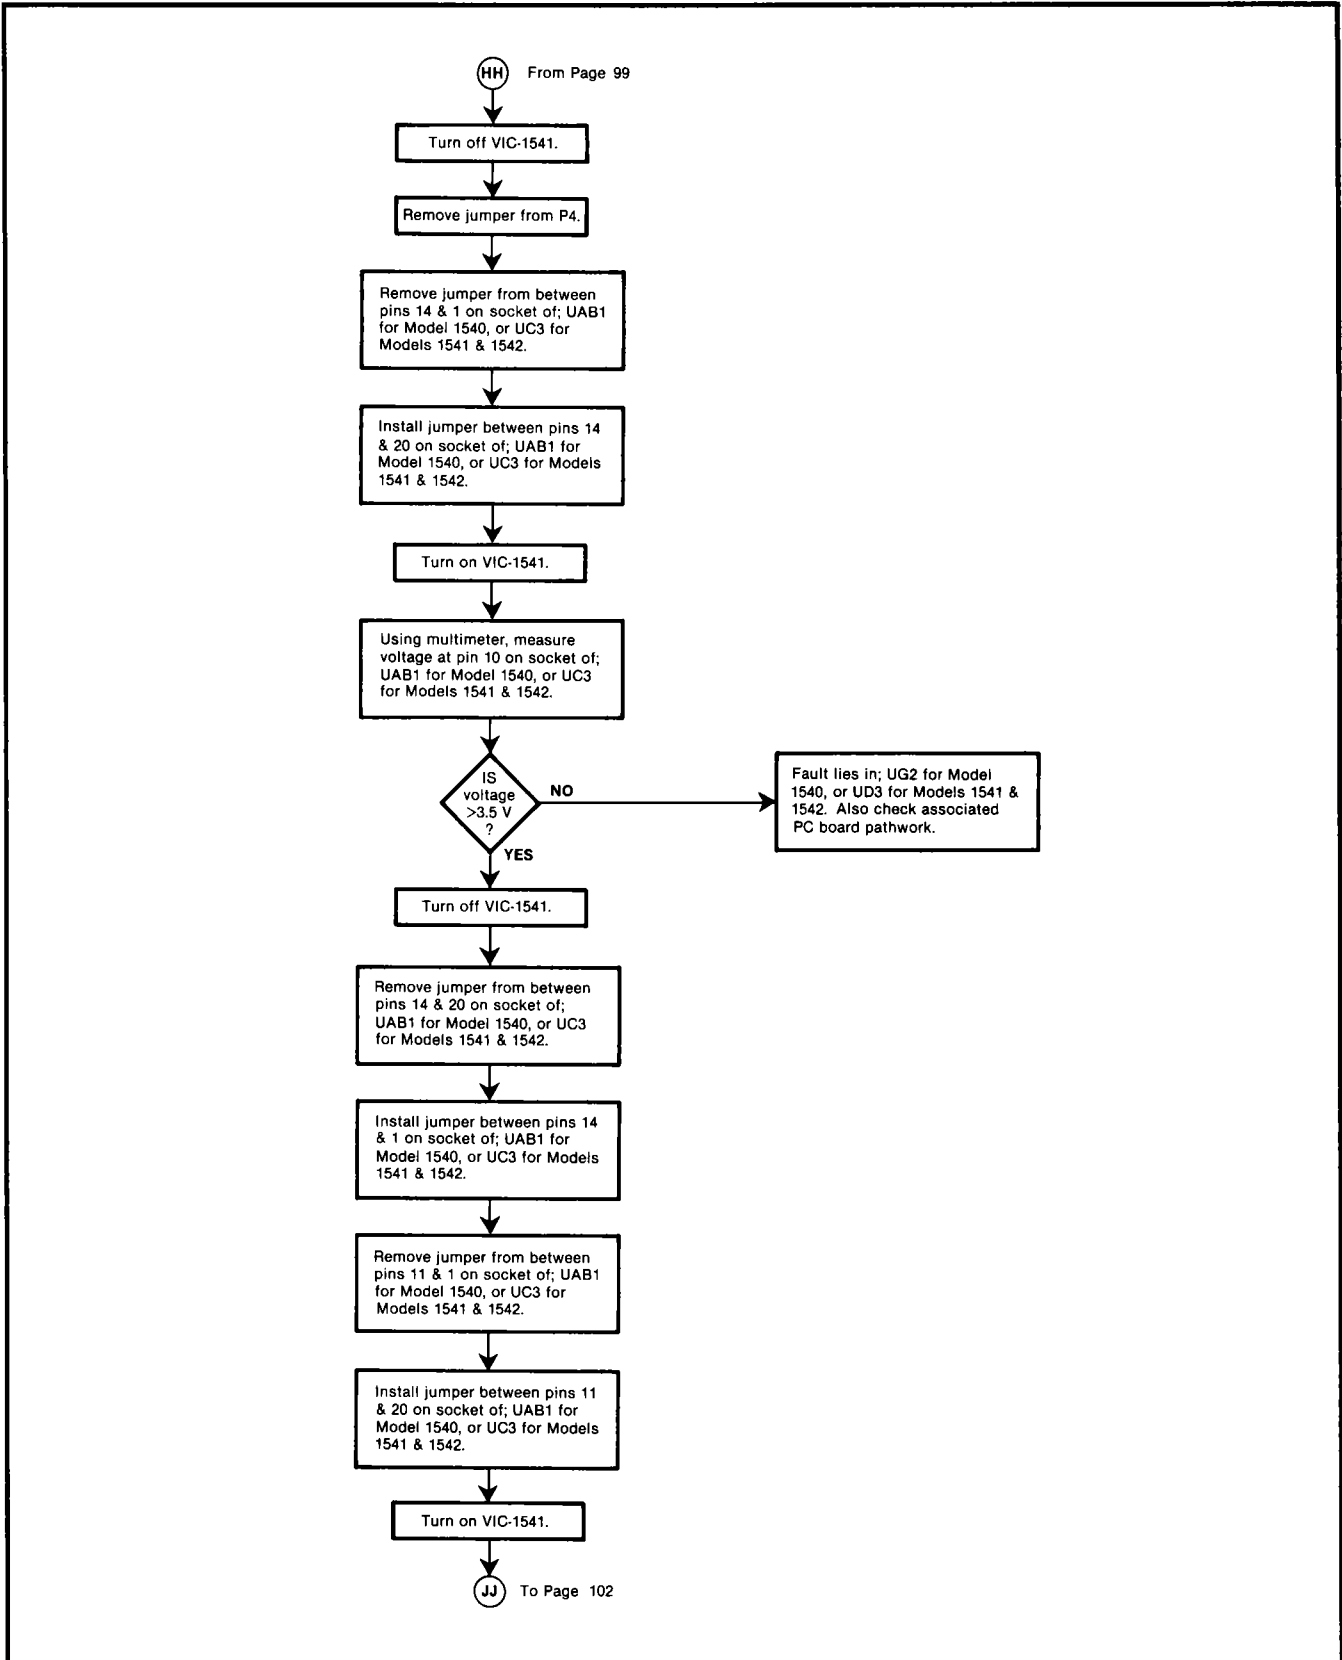 HH From Page 99
Turn off VIC-1541.
Remove jumper from P4.
Remove jumper from between
pins 14 & 1 on socket of; UAB1
for Model 1540, or UC3 for
Models 1541 & 1542.
Install jumper between pins 14
& 20 on socket of; UAB1 for
Model 1540, or UC3 for Models
1541 & 1542.
Turn on VIC-1541.
Using multimeter, measure
voltage at pin 10 on socket of;
UAB1 for Model 1540, or UC3
for Models 1541 & 1542.
IS
voltage
>3.5 V
?
NO
Fault lies in; UG2 for Model
1540, or UD3 for Models 1541 &
1542. Also check associated
PC board pathwork.
YES
Turn off VIC-1541.
Remove jumper from between
pins 14 & 20 on socket of;
UAB1 for Model 1540, or UC3
for Models 1541 & 1542.
Install jumper between pins 14
& 1 on socket of; UAB1 for
Model 1540, or UC3 for Models
1541 & 1542.
Remove jumper from between
pins 11 & 1 on socket of; UAB1
for Model 1540, or UC3 for
Models 1541 & 1542.
Install jumper between pins 11
& 20 on socket of; UAB1 for
Model 1540, or UC3 for Models
1541 & 1542.
Turn on VIC-1541.
JJ To Page 102